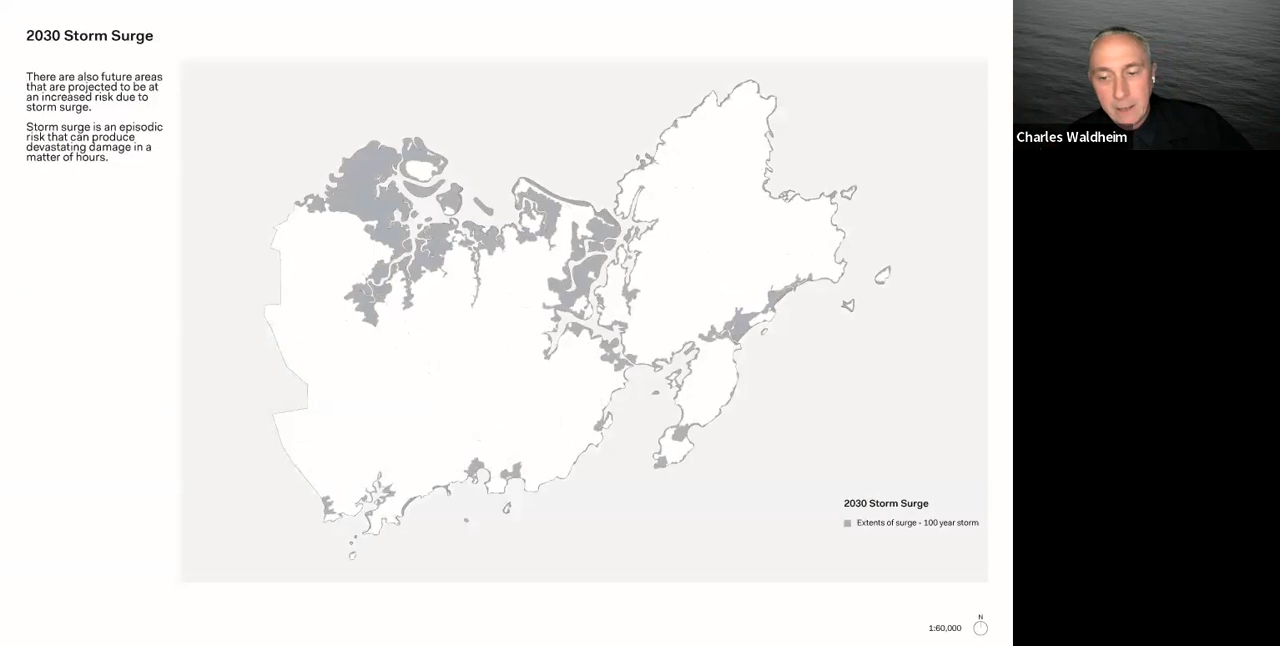 2030 Storm Surge
There are also future areas
that are projected to be at
an increased risk due to
storm surge.
Storm surge is an episodic
risk that can produce
devastating damage in a
matter of hours.
Charles Waldheim
2030 Storm Surge
Extents of surge - 100 year storm
1:60,000
N